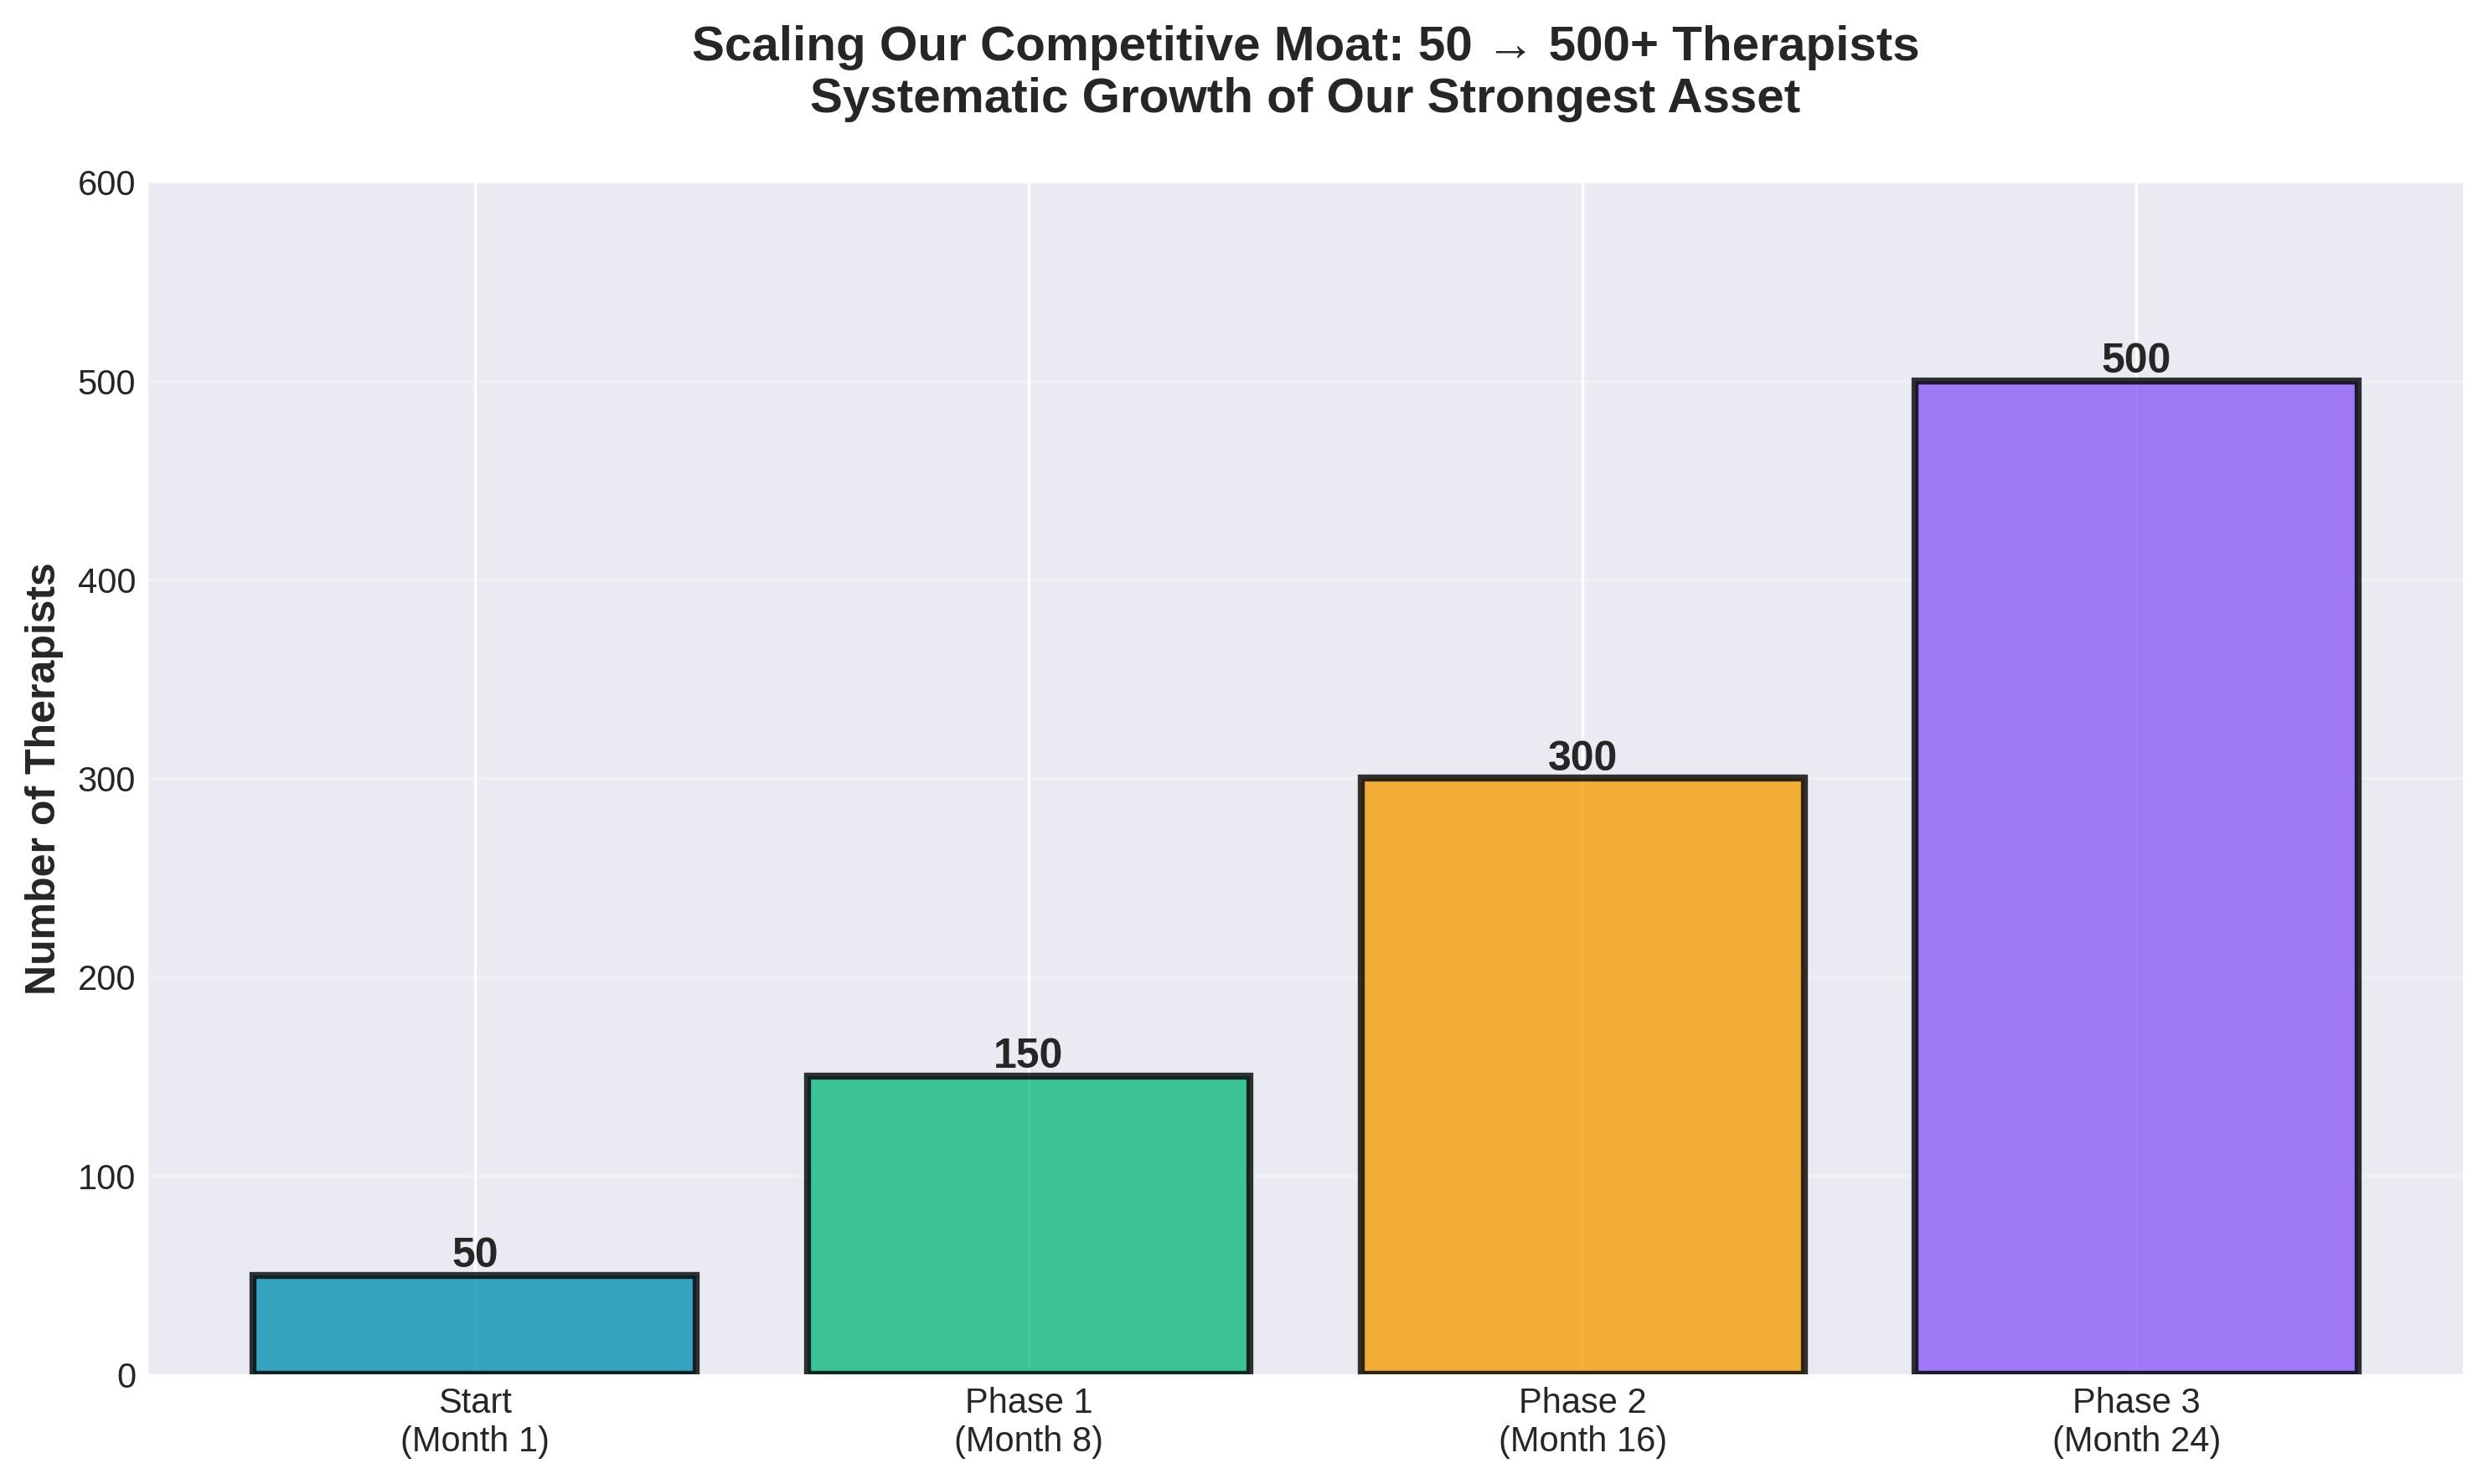 Scaling Our Competitive Moat: 50 → 500+ Therapists
Systematic Growth of Our Strongest Asset
Number of Therapists
600
500
400
300
200
100
0
50
150
300
500
Start
(Month 1)
Phase 1
(Month 8)
Phase 2
(Month 16)
Phase 3
(Month 24)